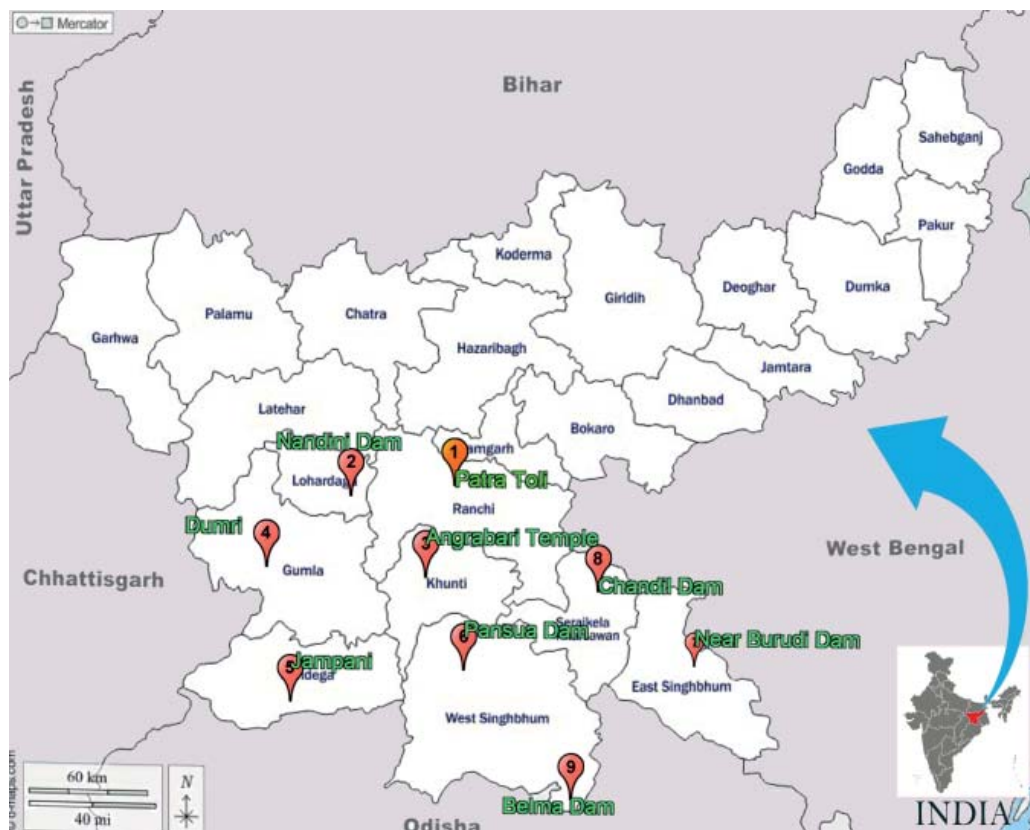 Mercator
Bihar
Uttar Pradesh
Sahebganj
Godda
Pakur
Koderma
Giridih
Deoghar
Dumka
Palamu
Chatra
Garhwa
Hazaribagh
Jamtara
Dhanbad
Latehar
Bokaro
Nandini Dam
2
1
Patra Toli
Ranchi
Dumri
4
Gumla
3
Angrabari Temple
Khunti
8
Chandil Dam
West Bengal
Chhattisgarh
6
Pansua Dam
Near Burudi Dam
5
Jampani
East Singhbhum
West Singhbhum
9
Belma Dam
60 km
40 mi
N
Odisha
INDIA